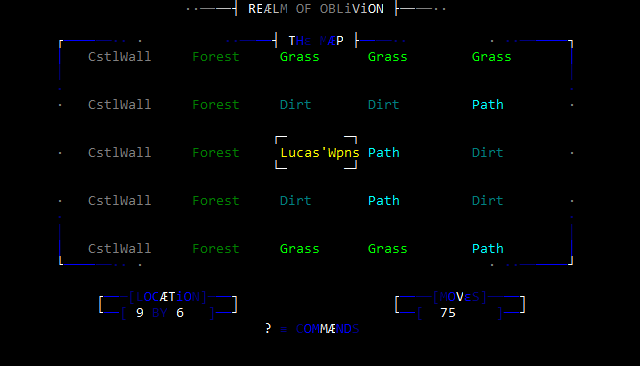 REÆLM OF OBLiViON
THE MÆP
CstlWall Forest Grass Grass Grass
CstlWall Forest Dirt Dirt Path
CstlWall Forest Lucas'Wpns Path Dirt
CstlWall Forest Dirt Path Dirt
CstlWall Forest Grass Grass Path
[LOCÆTION] [MOVES]
[ 9 BY 6 ] [ 75 ]
? = COMMÆNDS